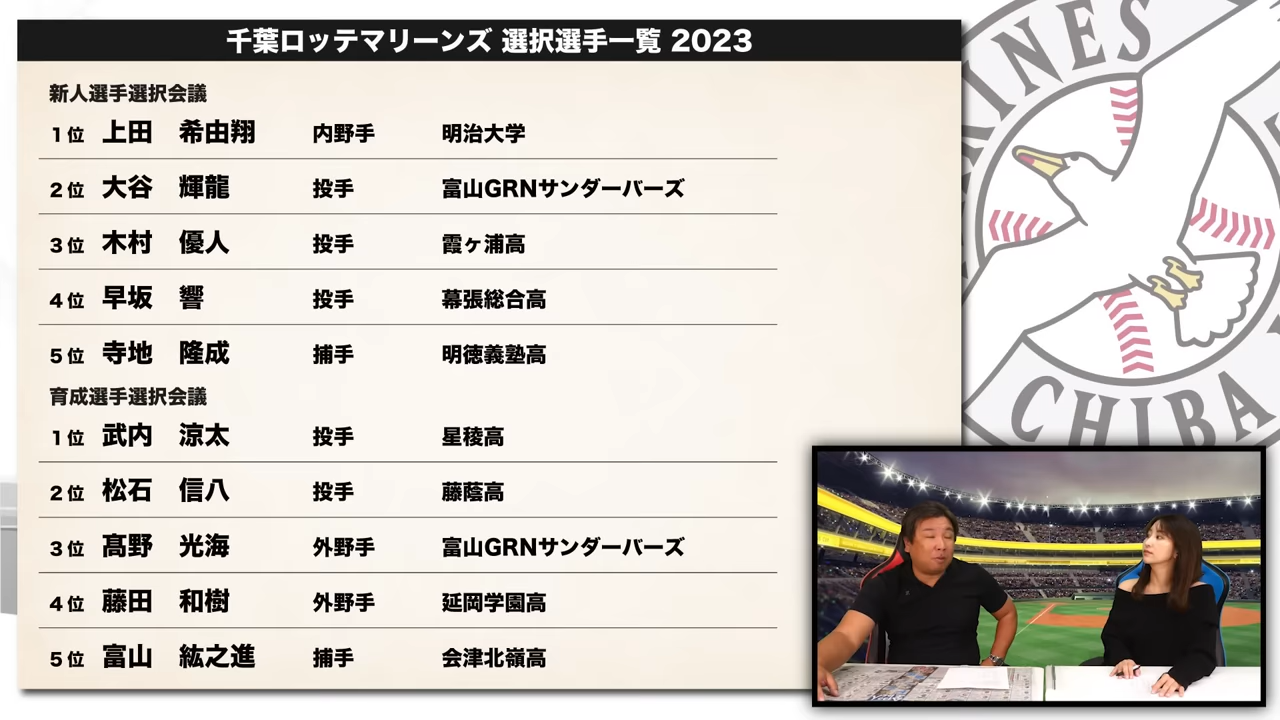 千葉ロッテマリーンズ 選択選手一覧 2023
新人選手選択会議
1位 上田 希由翔 内野手 明治大学
2位 大谷 輝龍 投手 富山GRNサンダーバーズ
3位 木村 優人 投手 霞ヶ浦高
4位 早坂 響 投手 幕張総合高
5位 寺地 隆成 捕手 明徳義塾高
育成選手選択会議
1位 武内 涼太 投手 星稜高
2位 松石 信八 投手 藤蔭高
3位 髙野 光海 外野手 富山GRNサンダーバーズ
4位 藤田 和樹 外野手 延岡学園高
5位 富山 紘之進 捕手 会津北嶺高
CHIBA